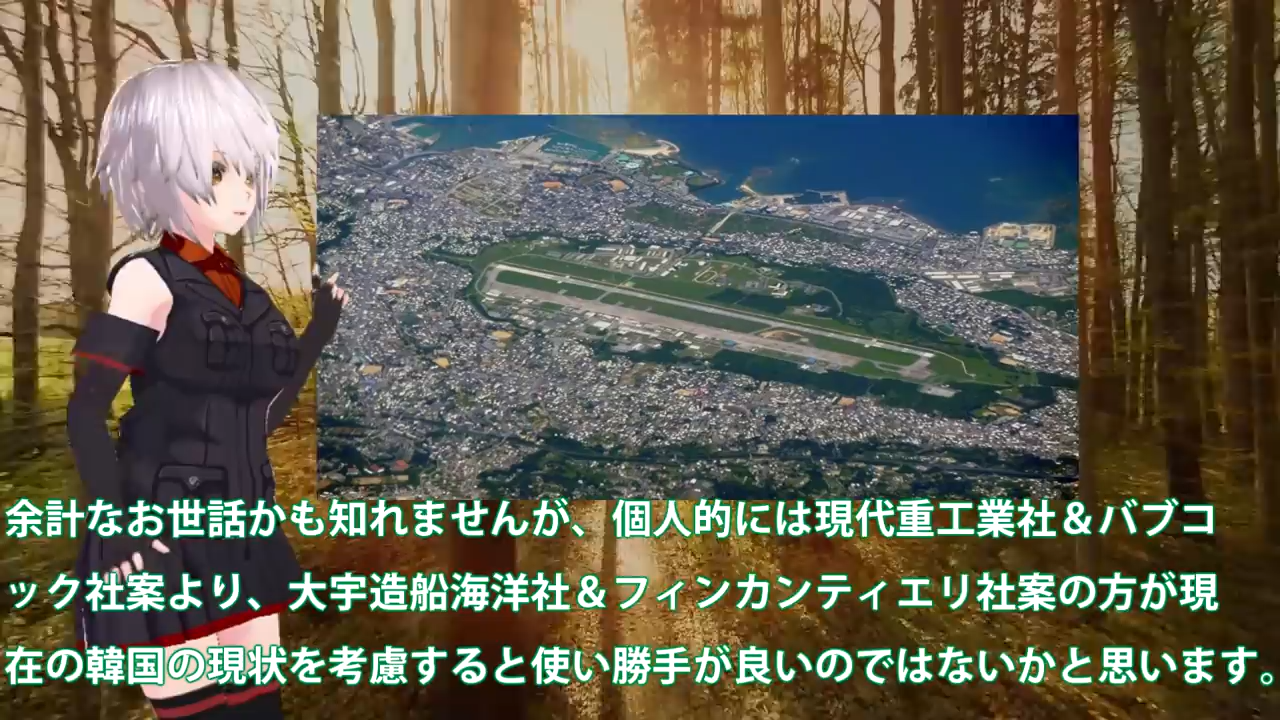 余計なお世話かも知れませんが、個人的には現代重工業社＆バブコ
ック社案より、大宇造船海洋社＆フィンカンティエリ社案の方が現
在の韓国の現状を考慮すると使い勝手が良いのではないかと思います。